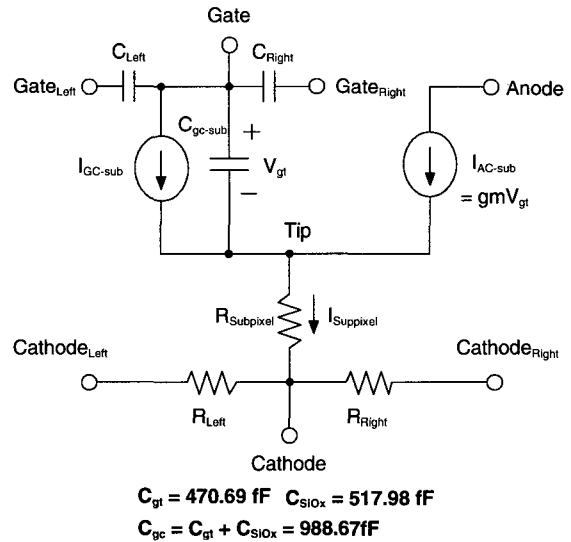 Gate
C_Left
C_Right
Gate_Left
Gate_Right
Anode
C_gc-sub
+
I_GC-sub
V_gt
I_AC-sub
= gmV_gt
−
Tip
R_Subpixel
I_Suppixel
Cathode_Left
Cathode_Right
R_Left
R_Right
Cathode
C_gt = 470.69 fF C_SiOx = 517.98 fF
C_gc = C_gt + C_SiOx = 988.67fF